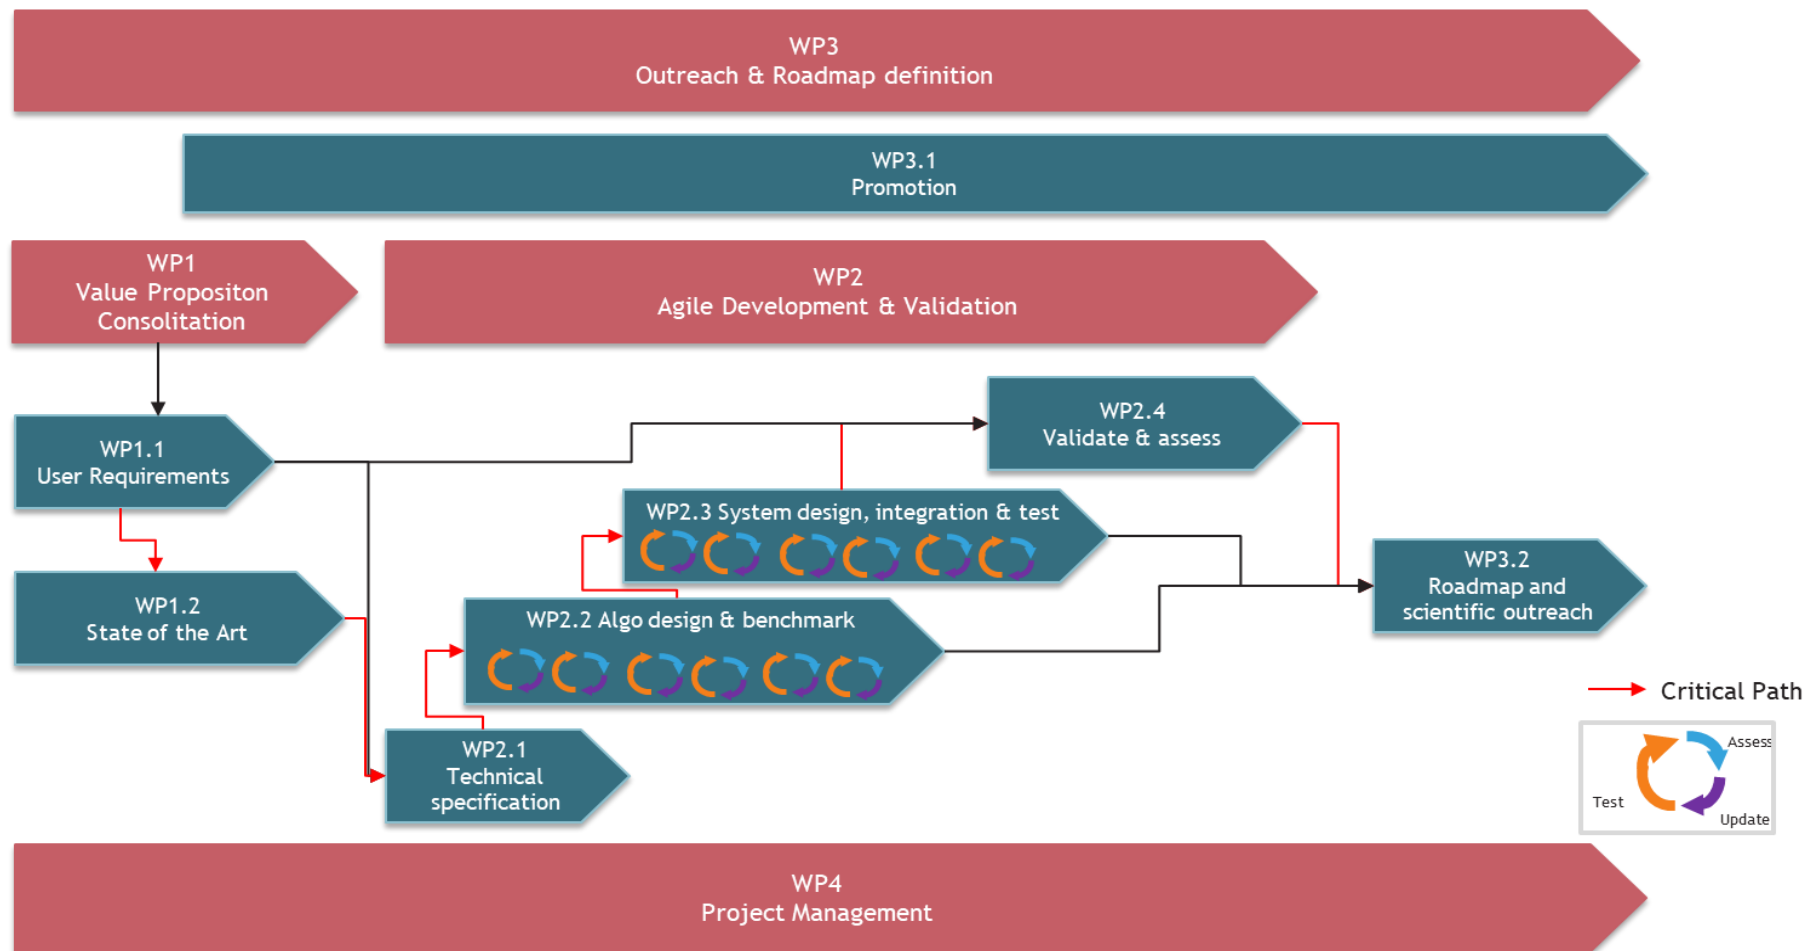 WP3
Outreach & Roadmap definition
WP3.1
Promotion
WP1
Value Propositon
Consolitation
WP2
Agile Development & Validation
WP2.4
Validate & assess
WP1.1
User Requirements
WP2.3 System design, integration & test
WP3.2
Roadmap and
scientific outreach
WP1.2
State of the Art
WP2.2 Algo design & benchmark
Critical Path
WP2.1
Technical
specification
Assess
Test
Update
WP4
Project Management